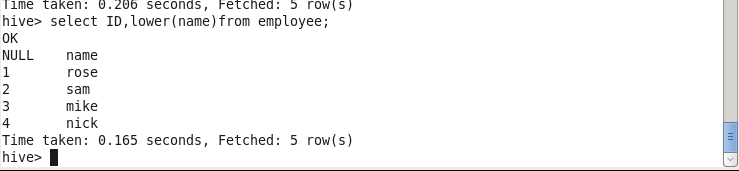 Time taken: 0.206 seconds, Fetched: 5 row(s)
hive> select ID,lower(name)from employee;
OK
NULL    name
1       rose
2       sam
3       mike
4       nick
Time taken: 0.165 seconds, Fetched: 5 row(s)
hive>